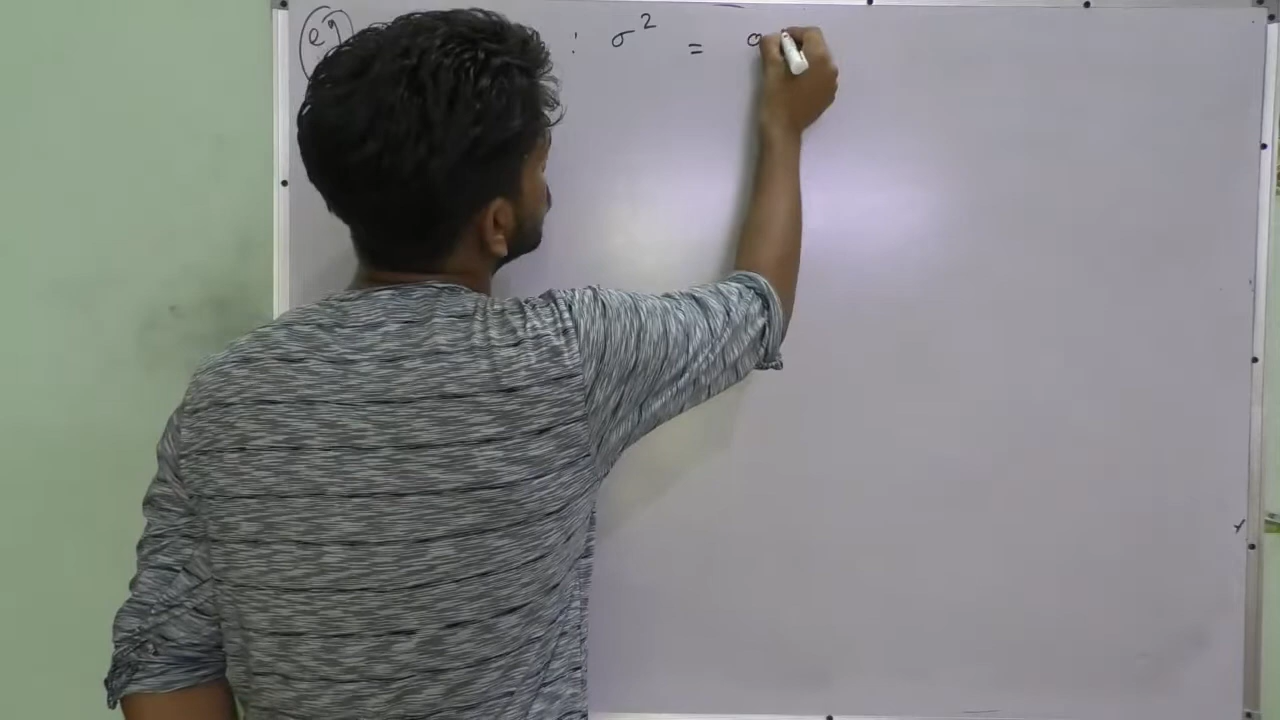 eg : σ² = σ